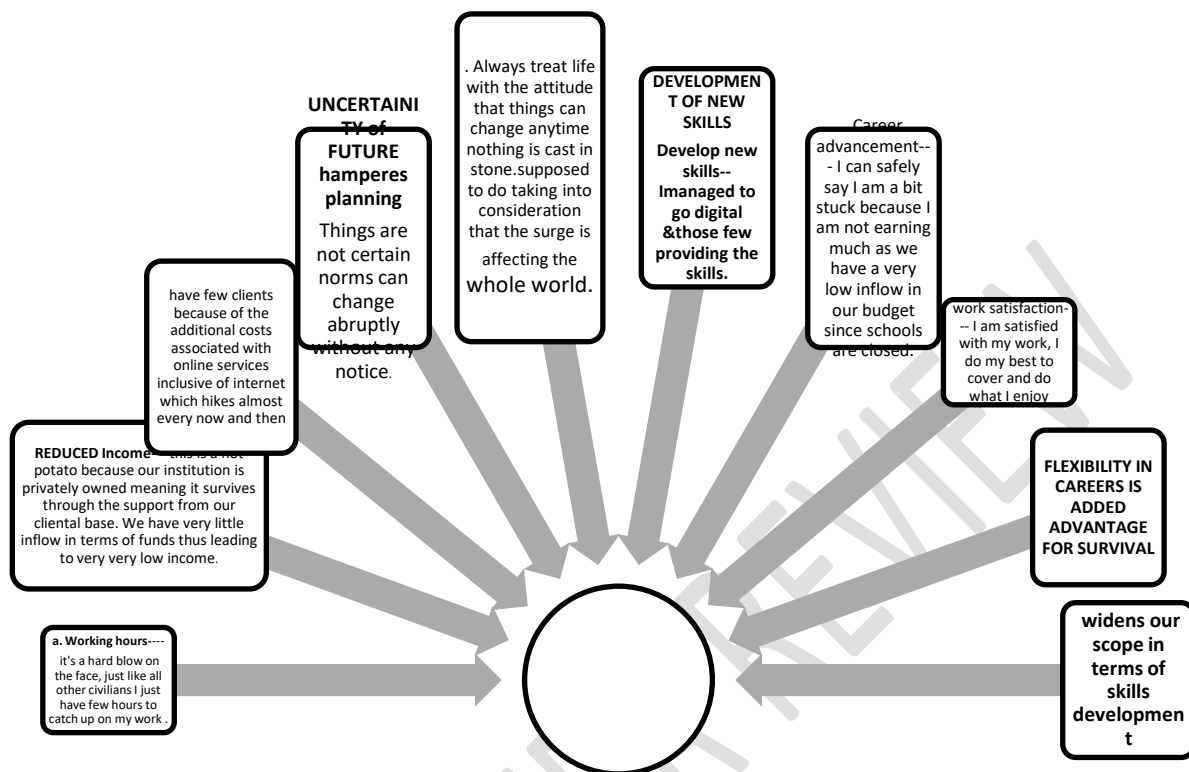 a. Working hours----
it's a hard blow on
the face, just like all
other civilians I just
have few hours to
catch up on my work .
REDUCED Income- this is a hot
potato because our institution is
privately owned meaning it survives
through the support from our
cliental base. We have very little
inflow in terms of funds thus leading
to very very low income.
have few clients
because of the
additional costs
associated with
online services
inclusive of internet
which hikes almost
every now and then
UNCERTAINI
TY of
FUTURE
hamperes
planning
Things are
not certain
norms can
change
abruptly
without any
notice.
. Always treat life
with the attitude
that things can
change anytime
nothing is cast in
stone.supposed
to do taking into
consideration
that the surge is
affecting the
whole world.
DEVELOPMEN
T OF NEW
SKILLS
Develop new
skills--
Imanaged to
go digital
&those few
providing the
skills.
Career
advancement--
- I can safely
say I am a bit
stuck because I
am not earning
much as we
have a very
low inflow in
our budget
since schools
are closed.
work satisfaction-
-- I am satisfied
with my work, I
do my best to
cover and do
what I enjoy
FLEXIBILITY IN
CAREERS IS
ADDED
ADVANTAGE
FOR SURVIVAL
widens our
scope in
terms of
skills
developmen
t
REVIEW